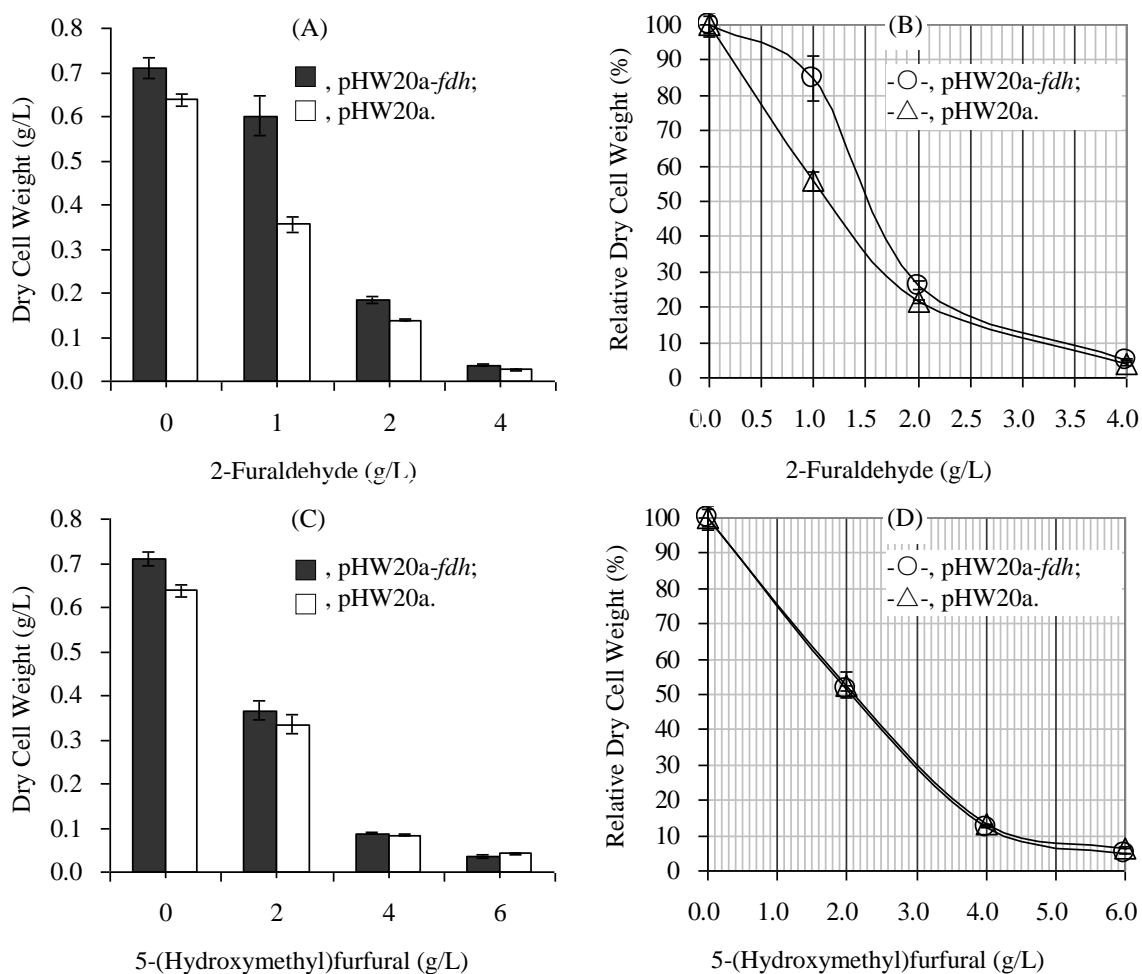 (A)
0.8
0.7
0.6
0.5
0.4
0.3
0.2
0.1
0.0
Dry Cell Weight (g/L)
, pHW20a-fdh;
, pHW20a.
0 1 2 4
2-Furaldehyde (g/L)
(B)
100
90
80
70
60
50
40
30
20
10
0
Relative Dry Cell Weight (%)
-○-, pHW20a-fdh;
-△-, pHW20a.
0.0 0.5 1.0 1.5 2.0 2.5 3.0 3.5 4.0
2-Furaldehyde (g/L)
(C)
0.8
0.7
0.6
0.5
0.4
0.3
0.2
0.1
0.0
Dry Cell Weight (g/L)
, pHW20a-fdh;
, pHW20a.
0 2 4 6
5-(Hydroxymethyl)furfural (g/L)
(D)
100
90
80
70
60
50
40
30
20
10
0
Relative Dry Cell Weight (%)
-○-, pHW20a-fdh;
-△-, pHW20a.
0.0 1.0 2.0 3.0 4.0 5.0 6.0
5-(Hydroxymethyl)furfural (g/L)